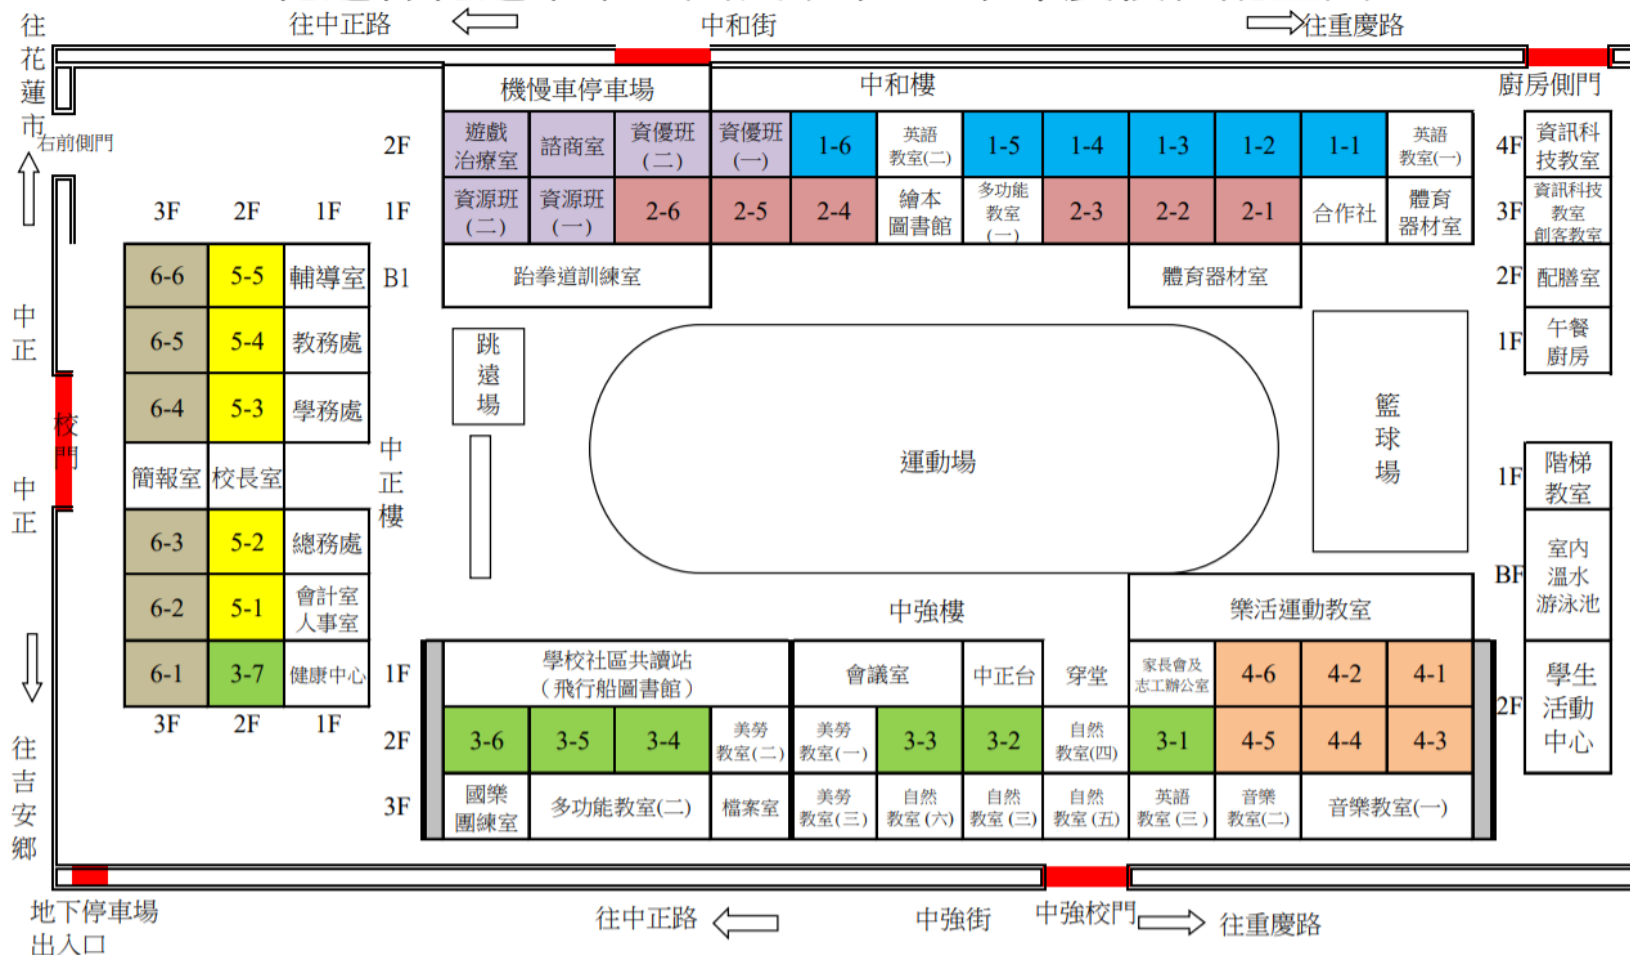 往花蓮市
往中正路
中和街
往重慶路
右前側門
機慢車停車場
中和樓
廚房側門
2F
遊戲
治療室
諮商室
資優班
(二)
資優班
(一)
1-6
英語
教室(二)
1-5
1-4
1-3
1-2
1-1
英語
教室(一)
4F
資訊科
技教室
3F
2F
1F
1F
資源班
(二)
資源班
(一)
2-6
2-5
2-4
繪本
圖書館
多功能
教室
(一)
2-3
2-2
2-1
合作社
體育
器材室
3F
資訊科技
教室
創客教室
6-6
5-5
輔導室
B1
跆拳道訓練室
體育器材室
2F
配膳室
中正
6-5
5-4
教務處
跳遠場
1F
午餐
廚房
校門
6-4
5-3
學務處
中正樓
運動場
籃球場
簡報室
校長室
1F
階梯
教室
中正
6-3
5-2
總務處
BF
室內
溫水
游泳池
6-2
5-1
會計室
人事室
中強樓
樂活運動教室
6-1
3-7
健康中心
1F
學校社區共讀站
(飛行船圖書館)
會議室
中正台
穿堂
家長會及
志工辦公室
4-6
4-2
4-1
2F
學生
活動
中心
3F
2F
1F
2F
3-6
3-5
3-4
美勞
教室(二)
美勞
教室(一)
3-3
3-2
自然
教室(四)
3-1
4-5
4-4
4-3
往吉安鄉
3F
國樂
團練室
多功能教室(二)
檔案室
美勞
教室(三)
自然
教室(六)
自然
教室(三)
自然
教室(五)
英語
教室(三)
音樂
教室(二)
音樂教室(一)
地下停車場
出入口
往中正路
中強街
中強校門
往重慶路